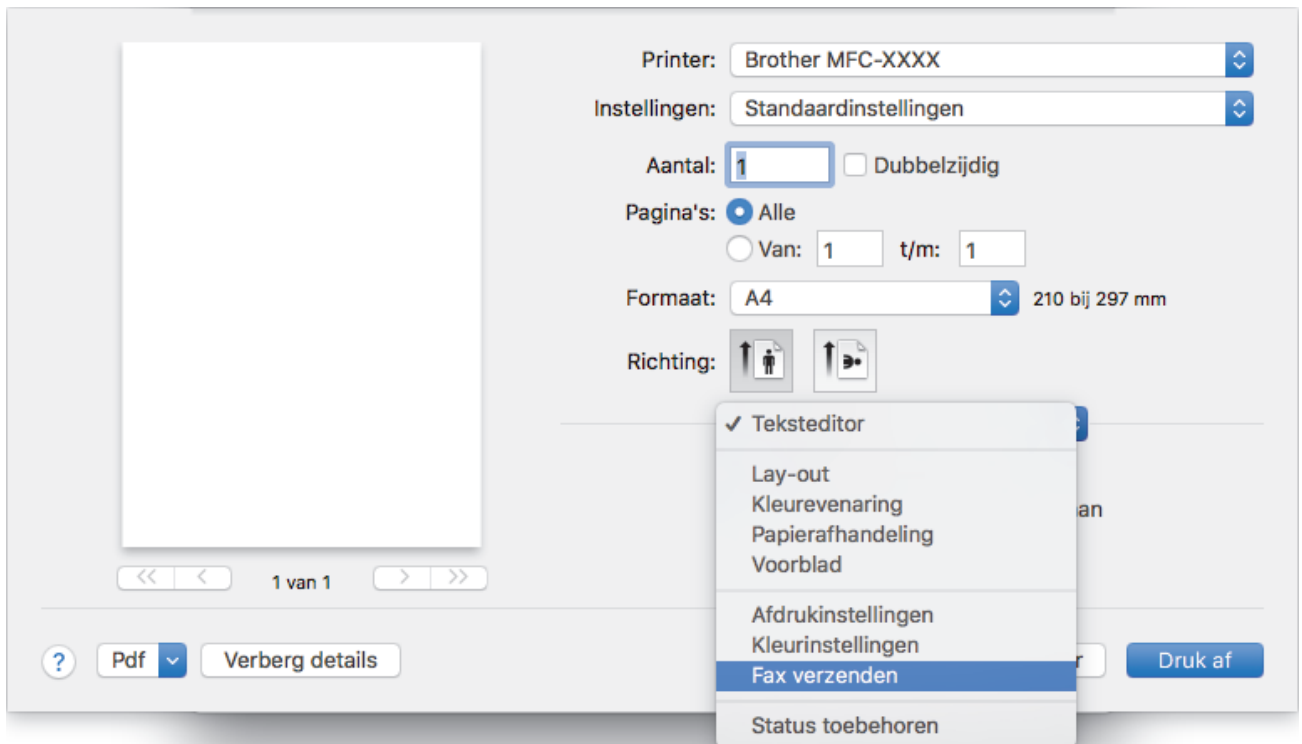 Printer: Brother MFC-XXXX
Instellingen: Standaardinstellingen
Aantal: 1 Dubbelzijdig
Pagina's: Alle
Van: 1 t/m: 1
Formaat: A4 210 bij 297 mm
Richting:
✓ Teksteditor
Lay-out
Kleurevenaring
Papierafhandeling
Voorblad
Afdrukinstellingen
Kleurinstellingen
Fax verzenden
Status toebehoren
<< < 1 van 1 > >>
? Pdf Verberg details Druk af